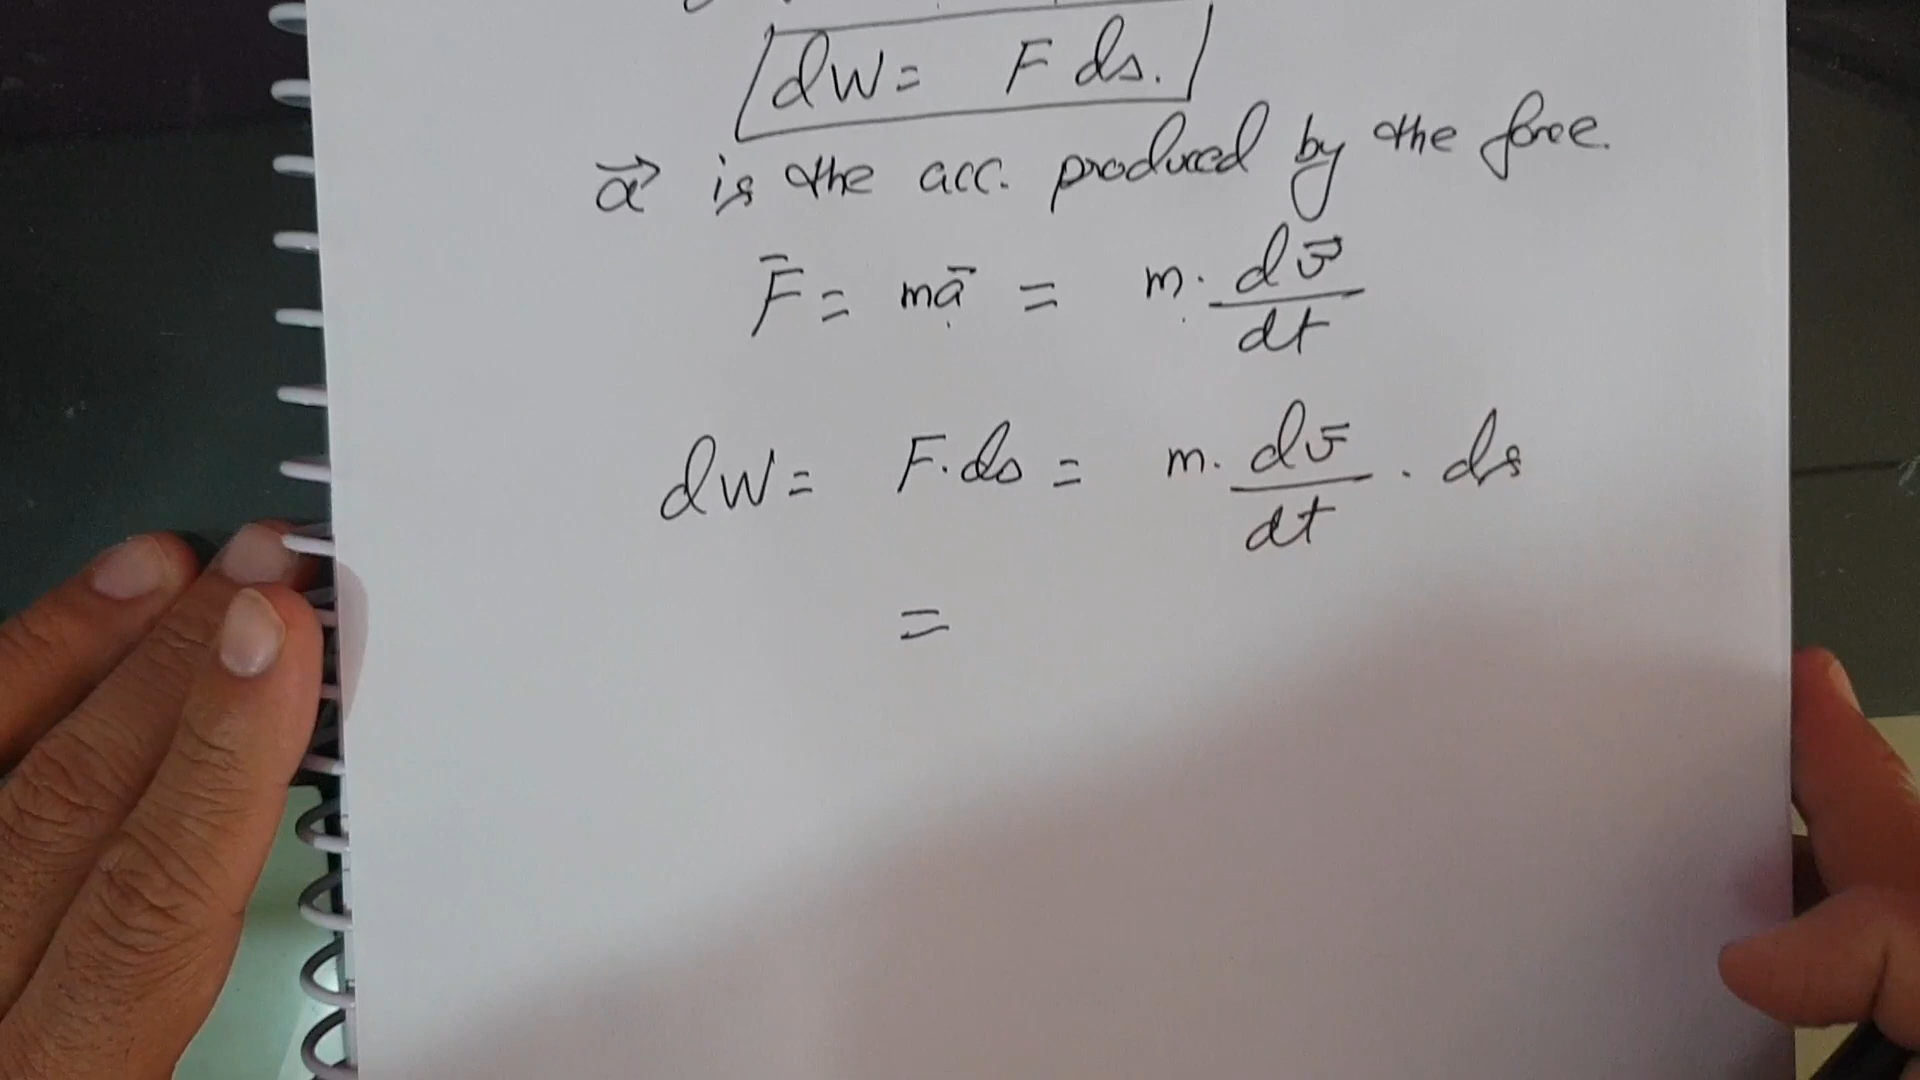 dW = F ds.
a⃗ is the acc. produced by the force.
F̄ = mā = m. dv⃗/dt
dW = F. ds = m. dv̄/dt . ds
=